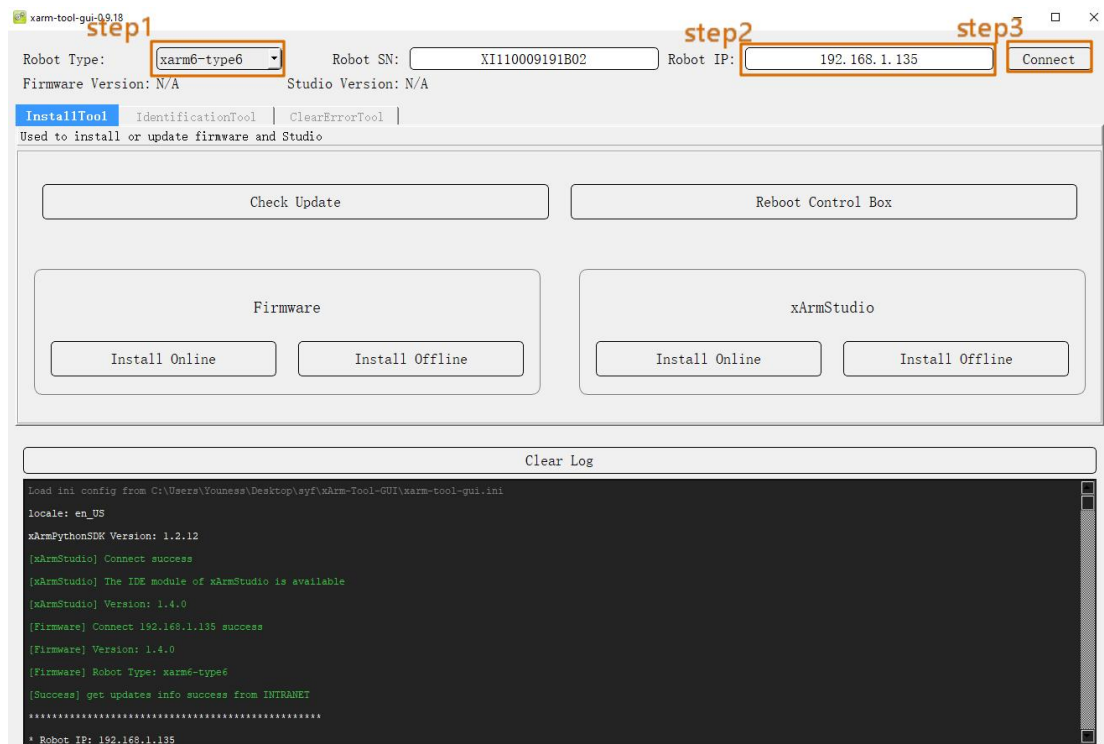 xarm-tool-gui-0.9.18
step1
step2
step3
Robot Type: xarm6-type6 Robot SN: XI110009191B02 Robot IP: 192.168.1.135 Connect
Firmware Version: N/A Studio Version: N/A
InstallTool IdentificationTool ClearErrorTool
Used to install or update firmware and Studio
Check Update Reboot Control Box
Firmware xArmStudio
Install Online Install Offline Install Online Install Offline
Clear Log
Load ini config from C:\Users\Youness\Desktop\syf\xArm-Tool-GUI\xarm-tool-gui.ini
locale: en_US
xArmPythonSDK Version: 1.2.12
[xArmStudio] Connect success
[xArmStudio] The IDE module of xArmStudio is available
[xArmStudio] Version: 1.4.0
[Firmware] Connect 192.168.1.135 success
[Firmware] Version: 1.4.0
[Firmware] Robot Type: xarm6-type6
[Success] get updates info success from INTRANET
**************************************************
* Robot IP: 192.168.1.135